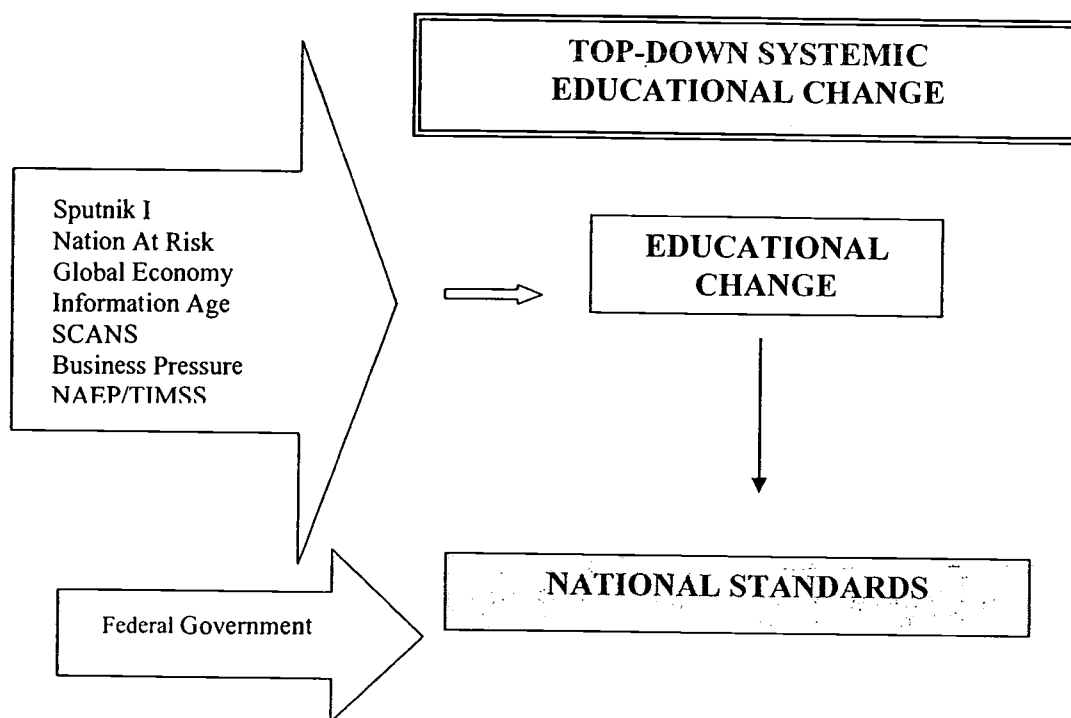 TOP-DOWN SYSTEMIC
EDUCATIONAL CHANGE
Sputnik I
Nation At Risk
Global Economy
Information Age
SCANS
Business Pressure
NAEP/TIMSS
EDUCATIONAL
CHANGE
NATIONAL STANDARDS
Federal Government